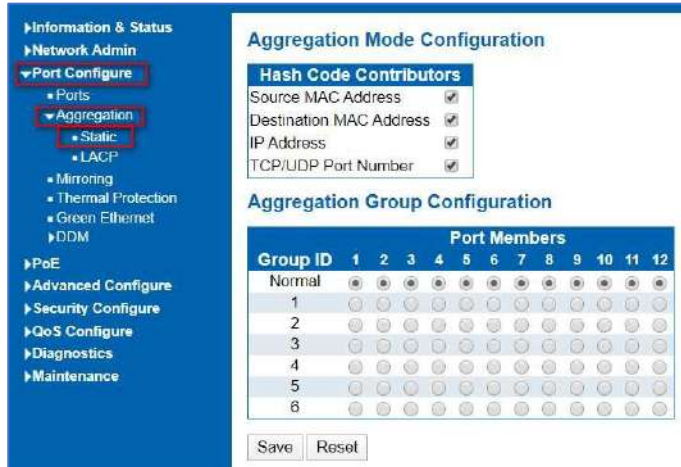 Information & Status
Network Admin
Port Configure
Ports
Aggregation
Static
LACP
Mirroring
Thermal Protection
Green Ethernet
DDM
PoE
Advanced Configure
Security Configure
QoS Configure
Diagnostics
Maintenance
Aggregation Mode Configuration
Hash Code Contributors
Source MAC Address
Destination MAC Address
IP Address
TCP/UDP Port Number
Aggregation Group Configuration
Port Members
Group ID 1 2 3 4 5 6 7 8 9 10 11 12
Normal
1
2
3
4
5
6
Save Reset